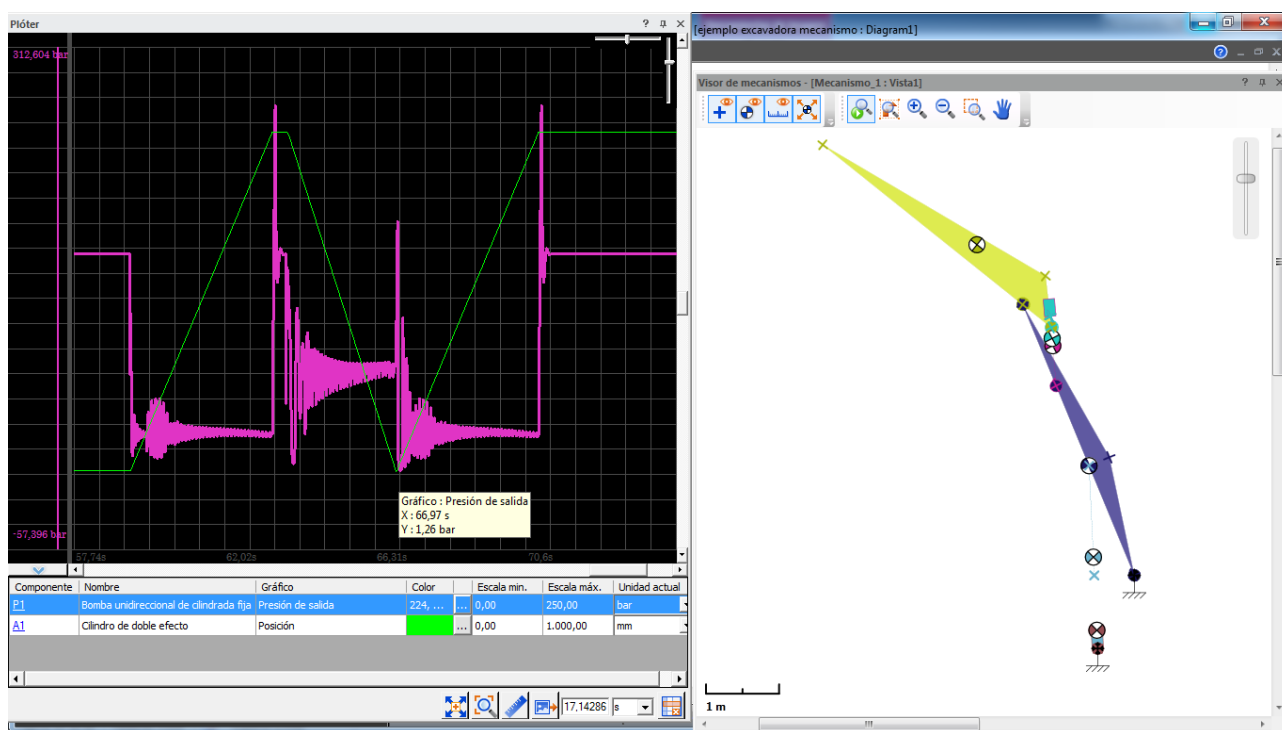 Plóter
312,604 bar
-57,396 bar
57,74s 62,02s 66,31s 70,6s
Gráfico : Presión de salida
X : 66,97 s
Y : 1,26 bar
Componente Nombre Gráfico Color Escala min. Escala máx. Unidad actual
P1 Bomba unidireccional de cilindrada fija Presión de salida 224, ... ... 0,00 250,00 bar
A1 Cilindro de doble efecto Posición ... 0,00 1.000,00 mm
17,14286 s
[ejemplo excavadora mecanismo : Diagram1]
Visor de mecanismos - [Mecanismo_1 : Vista1]
1 m